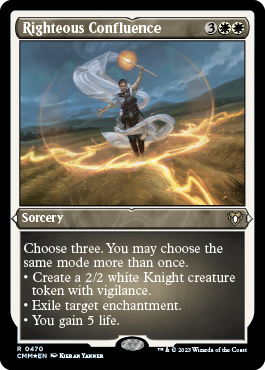 Righteous Confluence 3
Sorcery
Choose three. You may choose the
same mode more than once.
• Create a 2/2 white Knight creature
token with vigilance.
• Exile target enchantment.
• You gain 5 life.
R 0470
CMM★EN Kieran Yanner
™ & © 2023 Wizards of the Coast